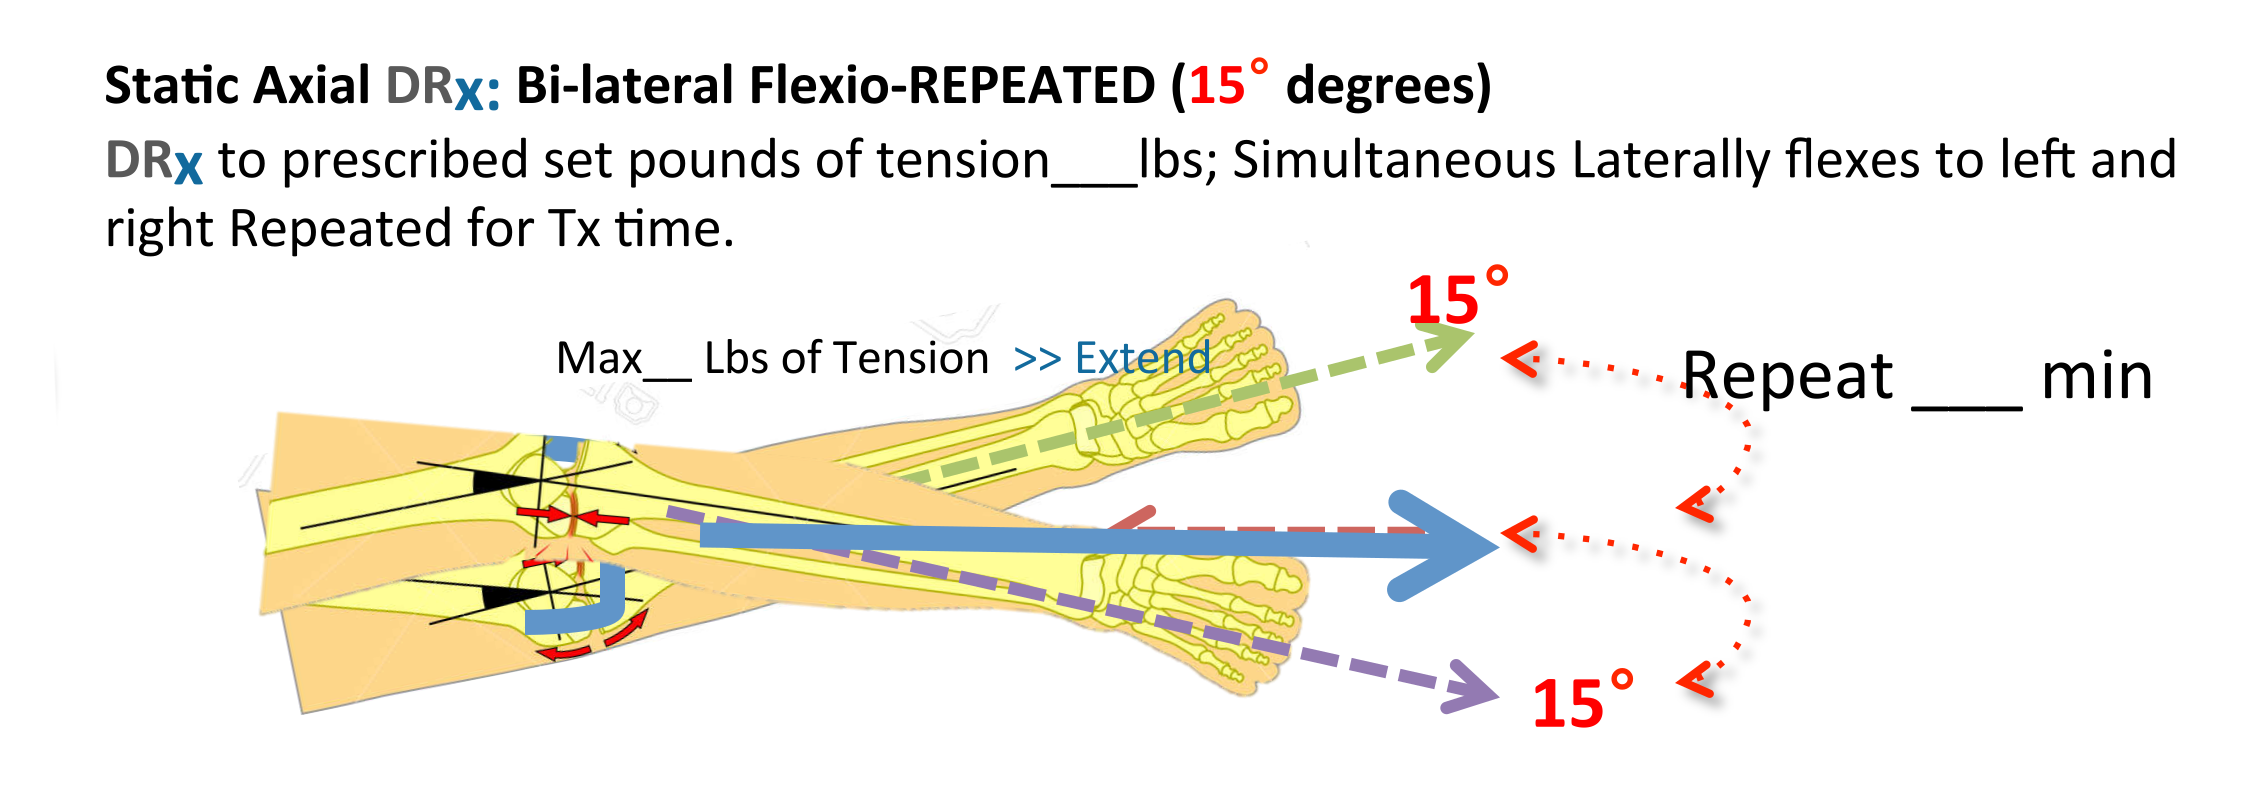 Static Axial DRx: Bi-lateral Flexio-REPEATED (15° degrees)
DRx to prescribed set pounds of tension___lbs; Simultaneous Laterally flexes to left and
right Repeated for Tx time.
15°
Max__ Lbs of Tension >> Extend
Repeat ___ min
15°